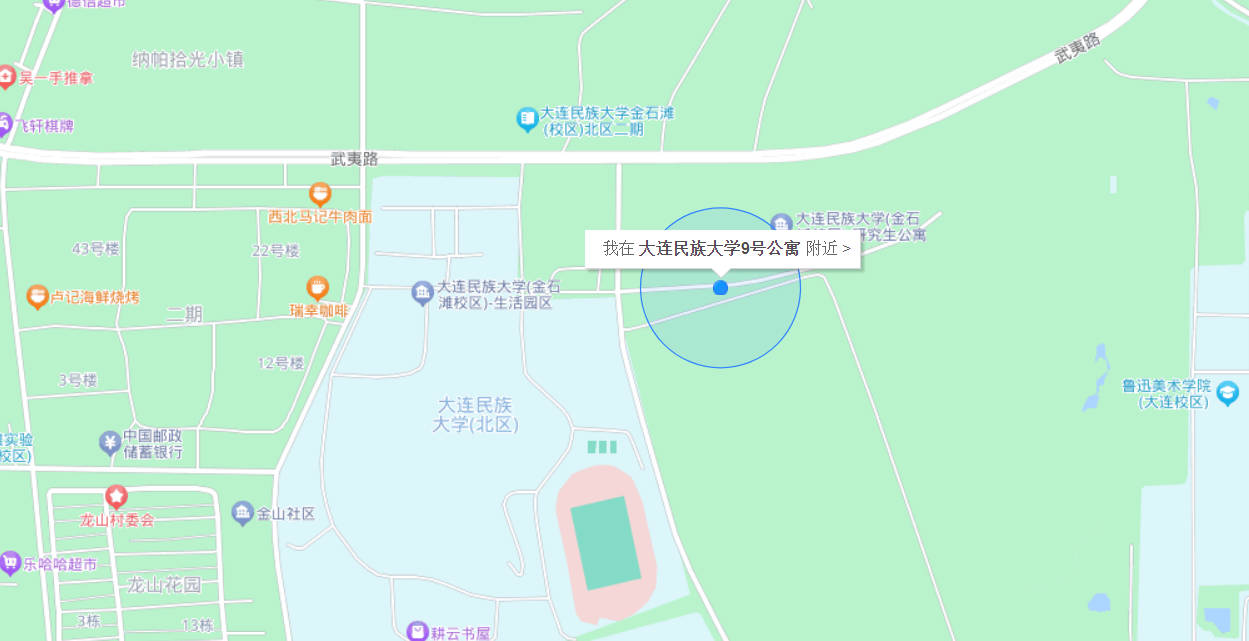 德信超市
纳帕拾光小镇
武夷路
吴一手推拿
飞轩棋牌
大连民族大学金石滩
(校区)北区二期
武夷路
西北马记牛肉面
大连民族大学(金石
研究生公寓
43号楼
22号楼
我在 大连民族大学9号公寓 附近 >
卢记海鲜烧烤
瑞幸咖啡
大连民族大学(金石
滩校区)-生活园区
二期
12号楼
3号楼
鲁迅美术学院
(大连校区)
大连民族
大学(北区)
中国邮政
储蓄银行
实验
校区)
龙山村委会
金山社区
乐哈哈超市
龙山花园
3栋
13栋
耕云书屋